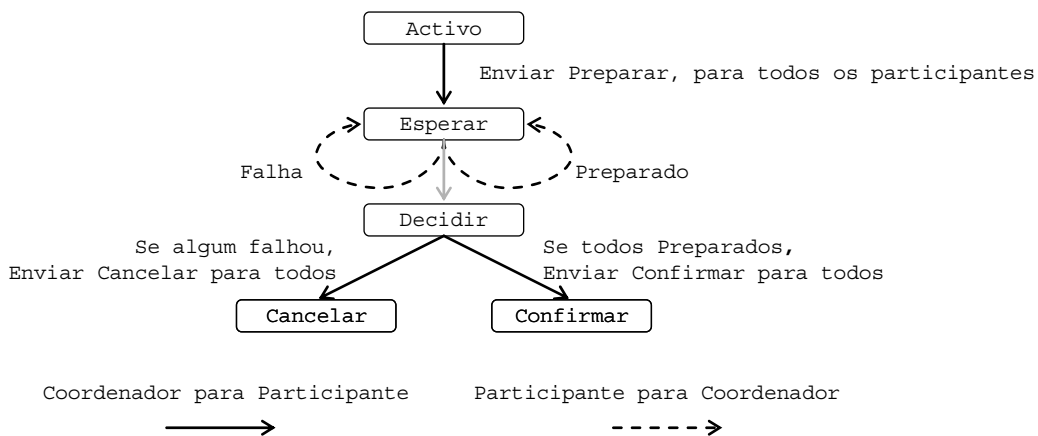 Activo
Enviar Preparar, para todos os participantes
Esperar
Falha
Preparado
Decidir
Se algum falhou,
Enviar Cancelar para todos
Se todos Preparados,
Enviar Confirmar para todos
Cancelar
Confirmar
Coordenador para Participante
Participante para Coordenador